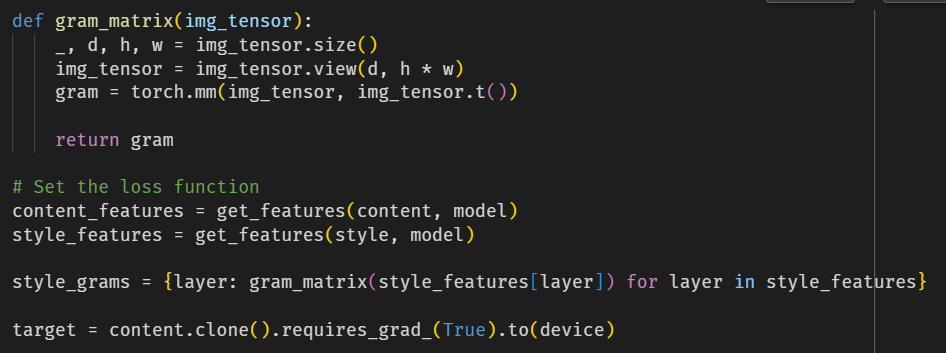 def gram_matrix(img_tensor):
    _, d, h, w = img_tensor.size()
    img_tensor = img_tensor.view(d, h * w)
    gram = torch.mm(img_tensor, img_tensor.t())

    return gram

# Set the loss function
content_features = get_features(content, model)
style_features = get_features(style, model)

style_grams = {layer: gram_matrix(style_features[layer]) for layer in style_features}

target = content.clone().requires_grad_(True).to(device)